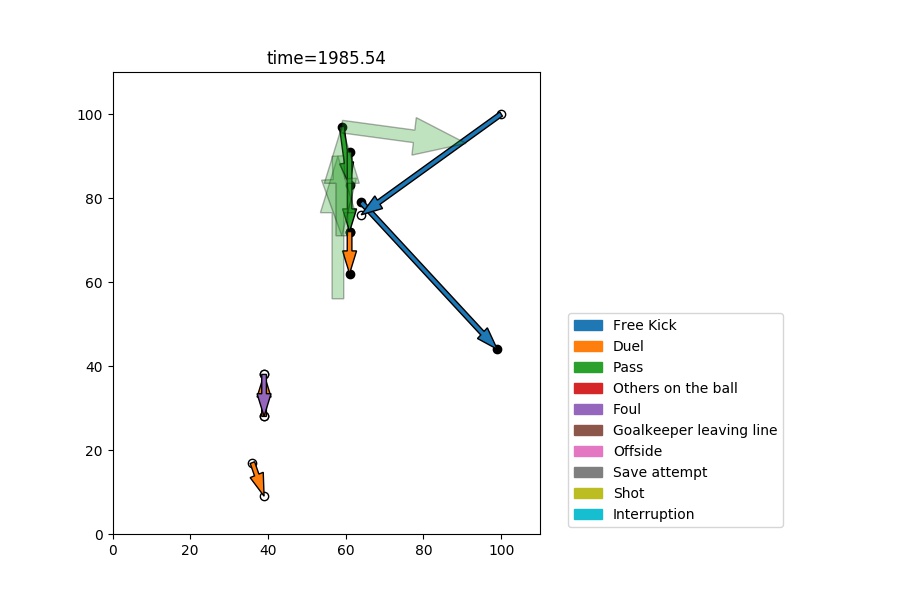 time=1985.54
100
80
60
40
20
0
0 20 40 60 80 100
Free Kick
Duel
Pass
Others on the ball
Foul
Goalkeeper leaving line
Offside
Save attempt
Shot
Interruption